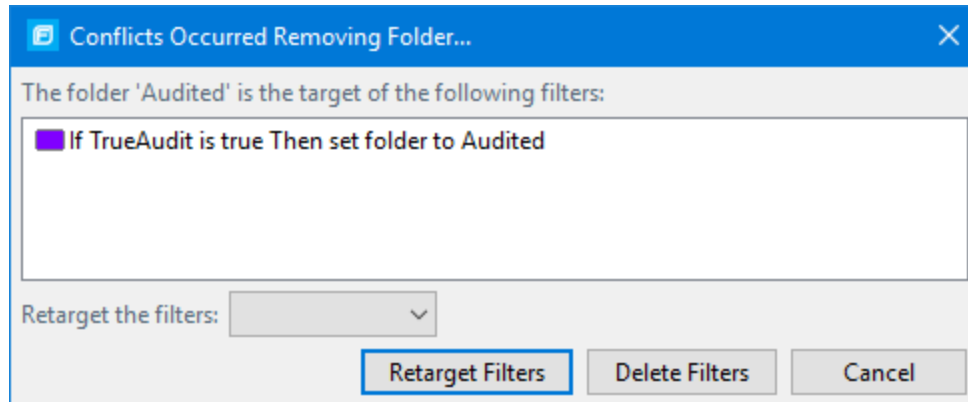 Conflicts Occurred Removing Folder...
The folder 'Audited' is the target of the following filters:
If TrueAudit is true Then set folder to Audited
Retarget the filters:
Retarget Filters Delete Filters Cancel